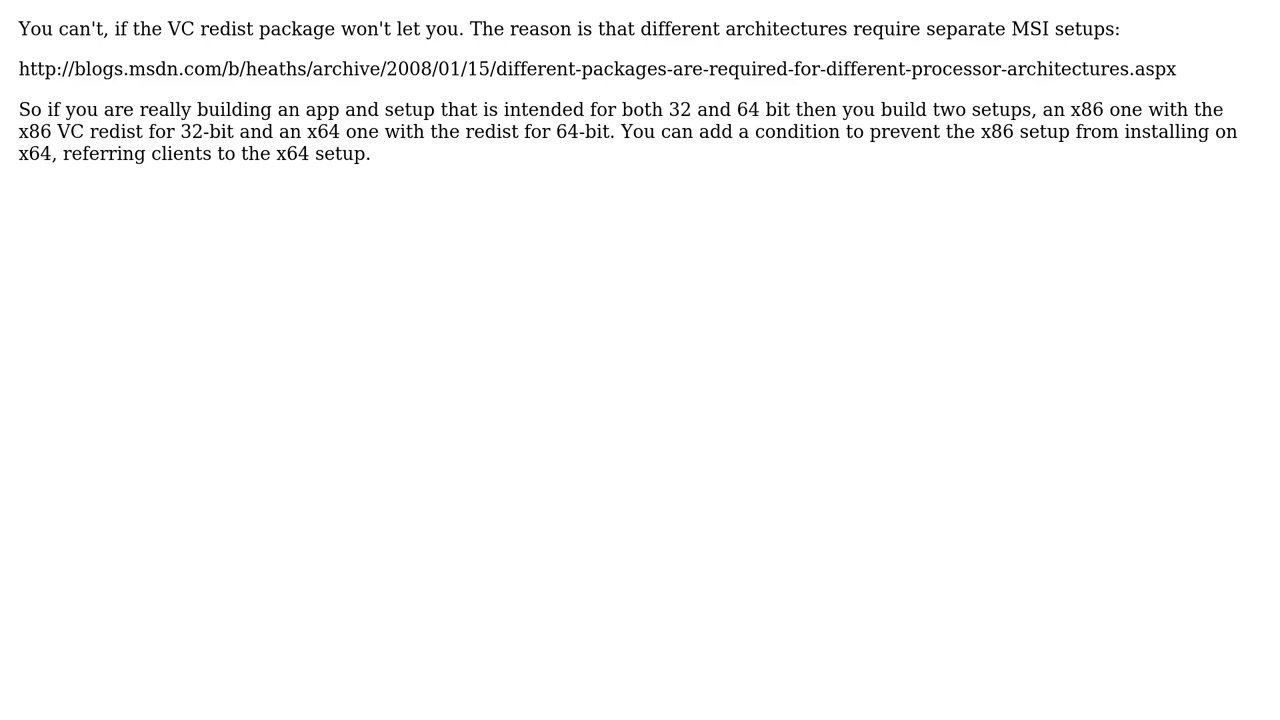 You can't, if the VC redist package won't let you. The reason is that different architectures require separate MSI setups:
http://blogs.msdn.com/b/heaths/archive/2008/01/15/different-packages-are-required-for-different-processor-architectures.aspx
So if you are really building an app and setup that is intended for both 32 and 64 bit then you build two setups, an x86 one with the
x86 VC redist for 32-bit and an x64 one with the redist for 64-bit. You can add a condition to prevent the x86 setup from installing on
x64, referring clients to the x64 setup.